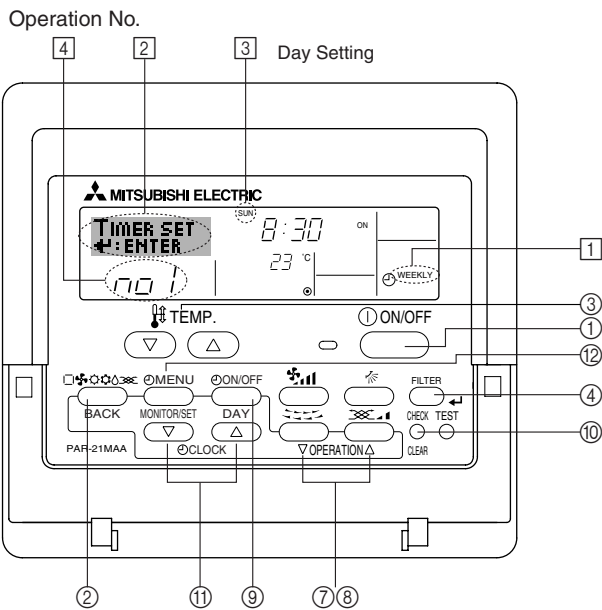 Operation No.
4 2 3 Day Setting
MITSUBISHI ELECTRIC
SUN
TIMER SET
↵:ENTER
8:30 ON
23 °C
WEEKLY
1
no 1
TEMP. ON/OFF
③
①
⑫
MENU ON/OFF FILTER
④
BACK MONITOR/SET DAY CHECK TEST
PAR-21MAA CLOCK ▽OPERATION△ CLEAR
⑩
② ⑪ ⑨ ⑦⑧